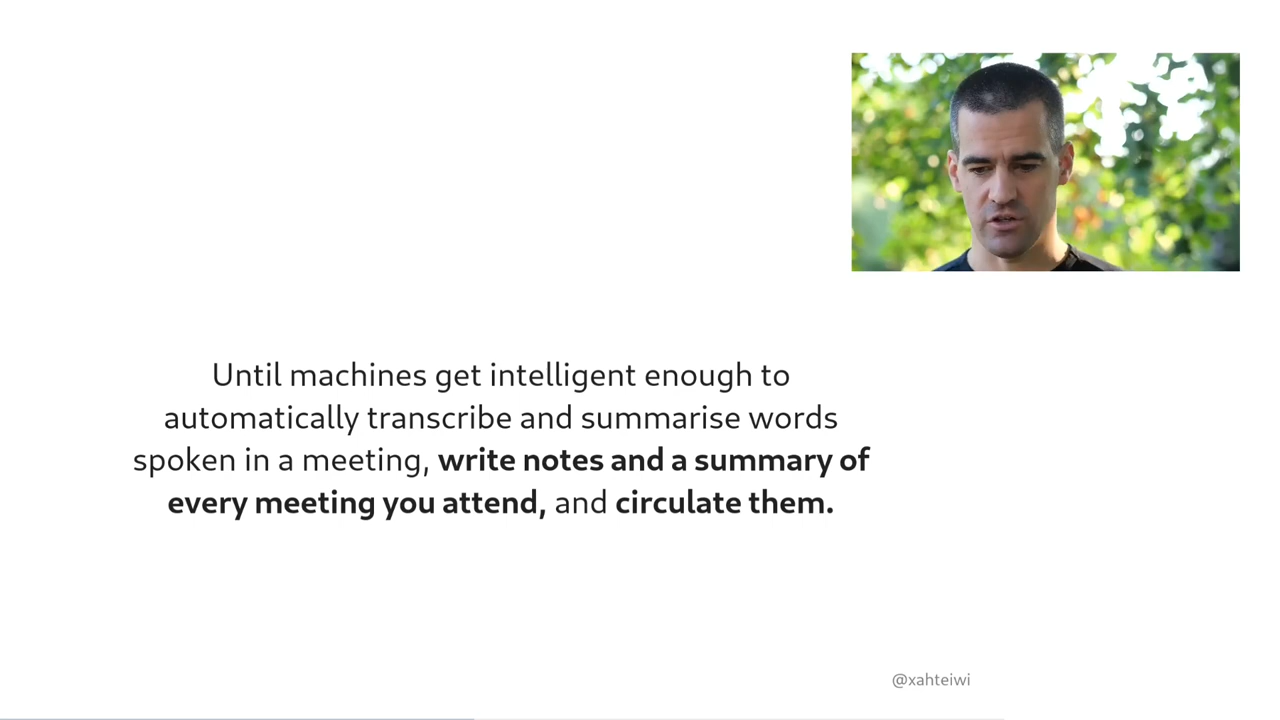 Until machines get intelligent enough to
automatically transcribe and summarise words
spoken in a meeting, write notes and a summary of
every meeting you attend, and circulate them.
@xahteiwi